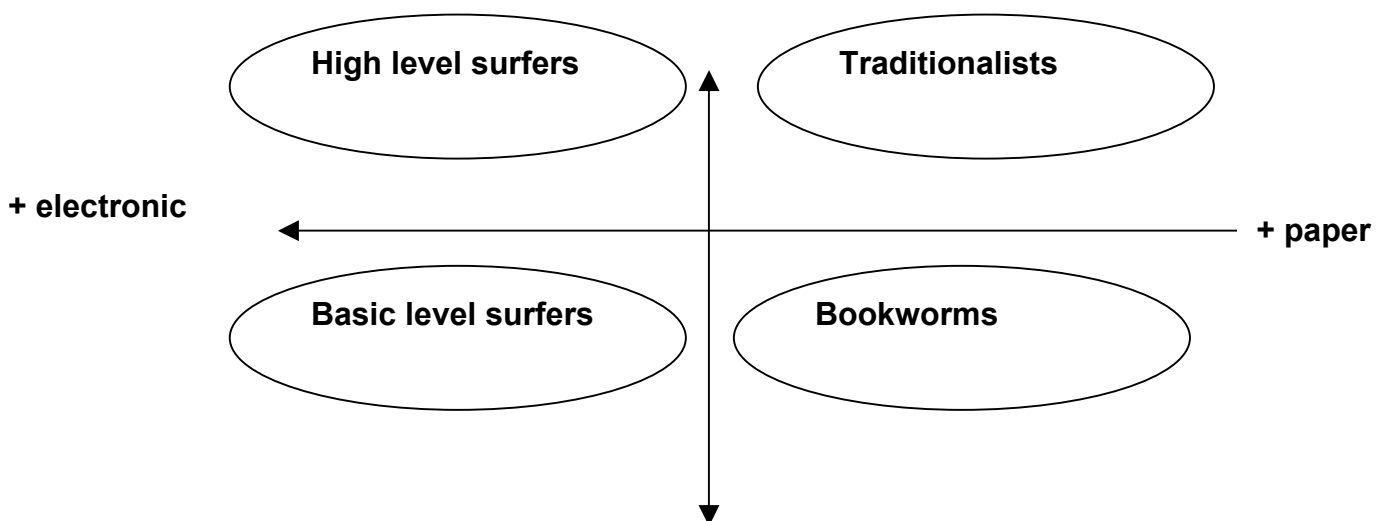 High level surfers
Traditionalists
+ electronic
+ paper
Basic level surfers
Bookworms